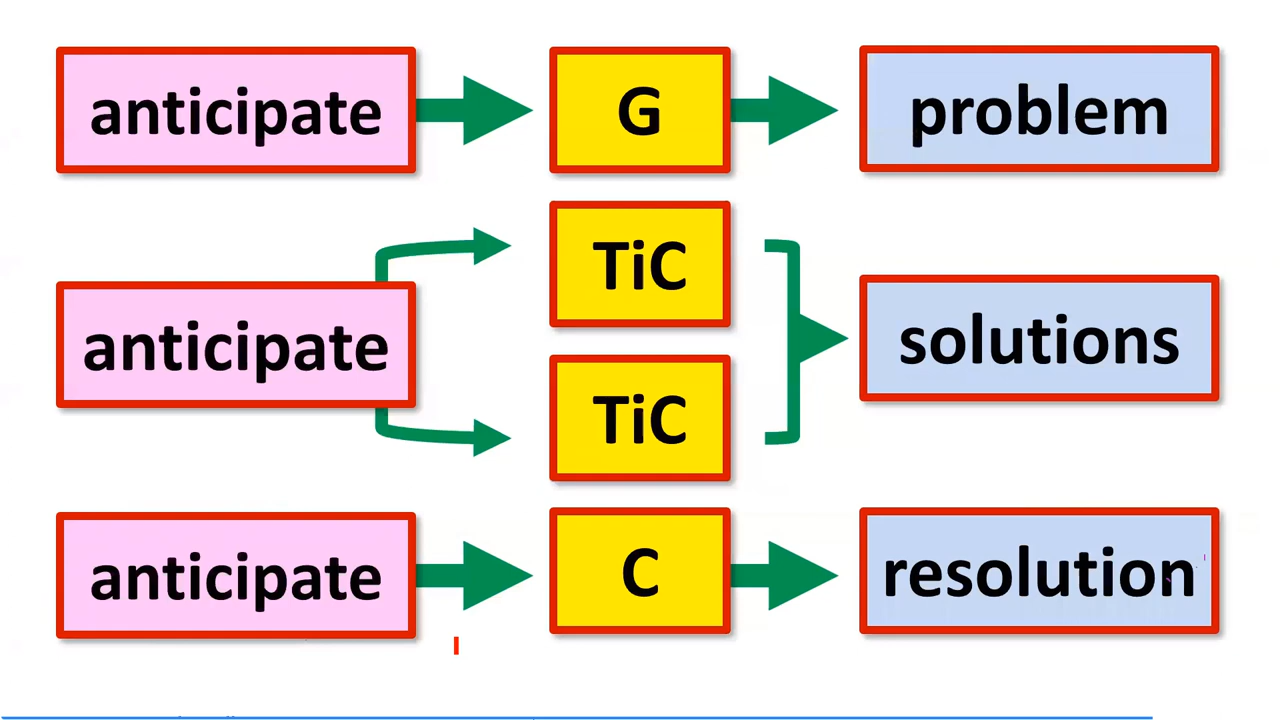 anticipate G problem
TiC
anticipate solutions
TiC
anticipate C resolution